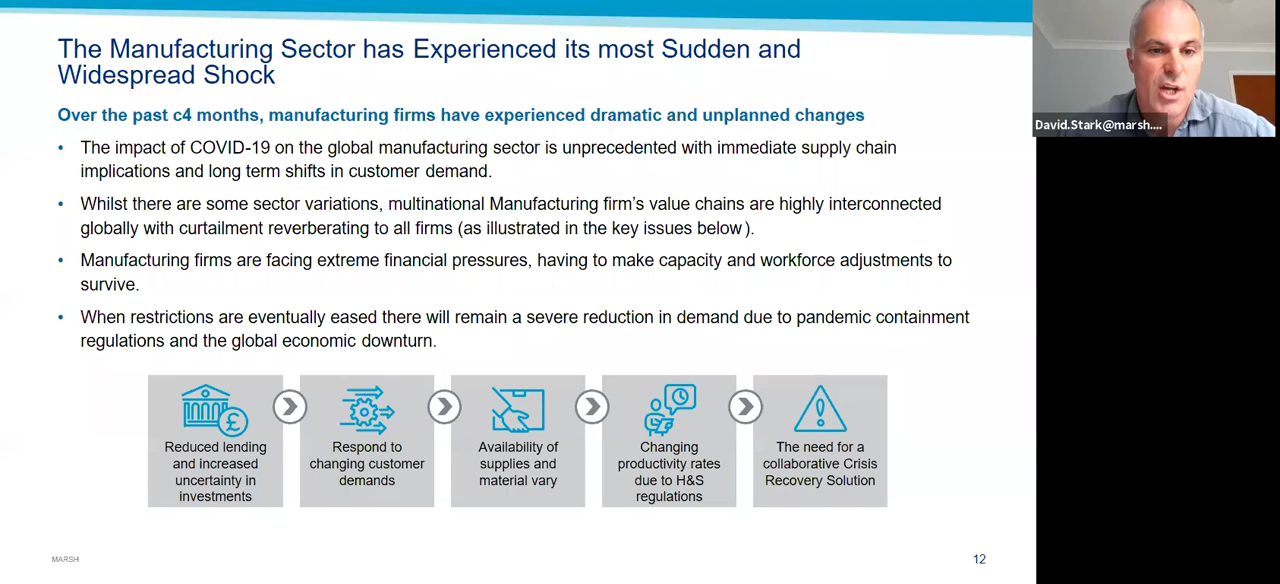 The Manufacturing Sector has Experienced its most Sudden and
Widespread Shock
Over the past c4 months, manufacturing firms have experienced dramatic and unplanned changes
• The impact of COVID-19 on the global manufacturing sector is unprecedented with immediate supply chain
implications and long term shifts in customer demand.
• Whilst there are some sector variations, multinational Manufacturing firm's value chains are highly interconnected
globally with curtailment reverberating to all firms (as illustrated in the key issues below).
• Manufacturing firms are facing extreme financial pressures, having to make capacity and workforce adjustments to
survive.
• When restrictions are eventually eased there will remain a severe reduction in demand due to pandemic containment
regulations and the global economic downturn.
£
Reduced lending
and increased
uncertainty in
investments
Respond to
changing customer
demands
Availability of
supplies and
material vary
Changing
productivity rates
due to H&S
regulations
The need for a
collaborative Crisis
Recovery Solution
MARSH
12
David.Stark@marsh....